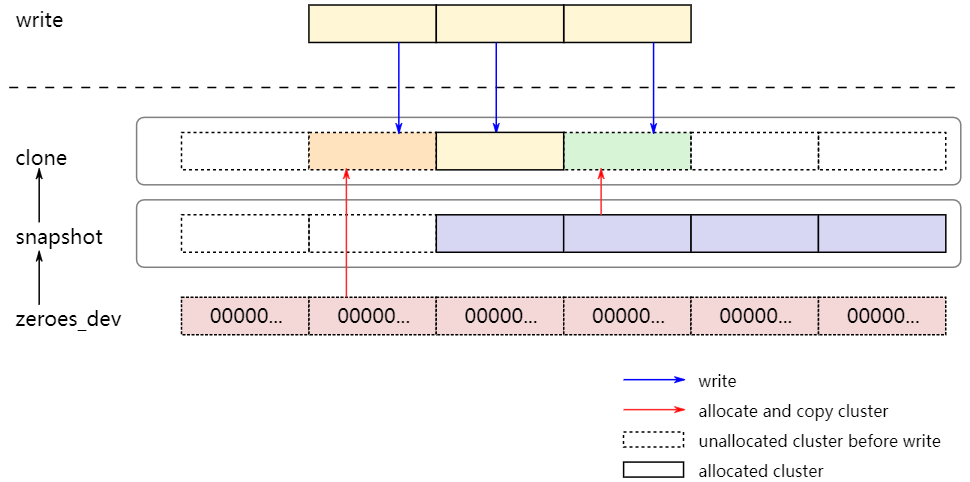 write
clone
snapshot
zeroes_dev
00000... 00000... 00000... 00000... 00000... 00000...
write
allocate and copy cluster
unallocated cluster before write
allocated cluster